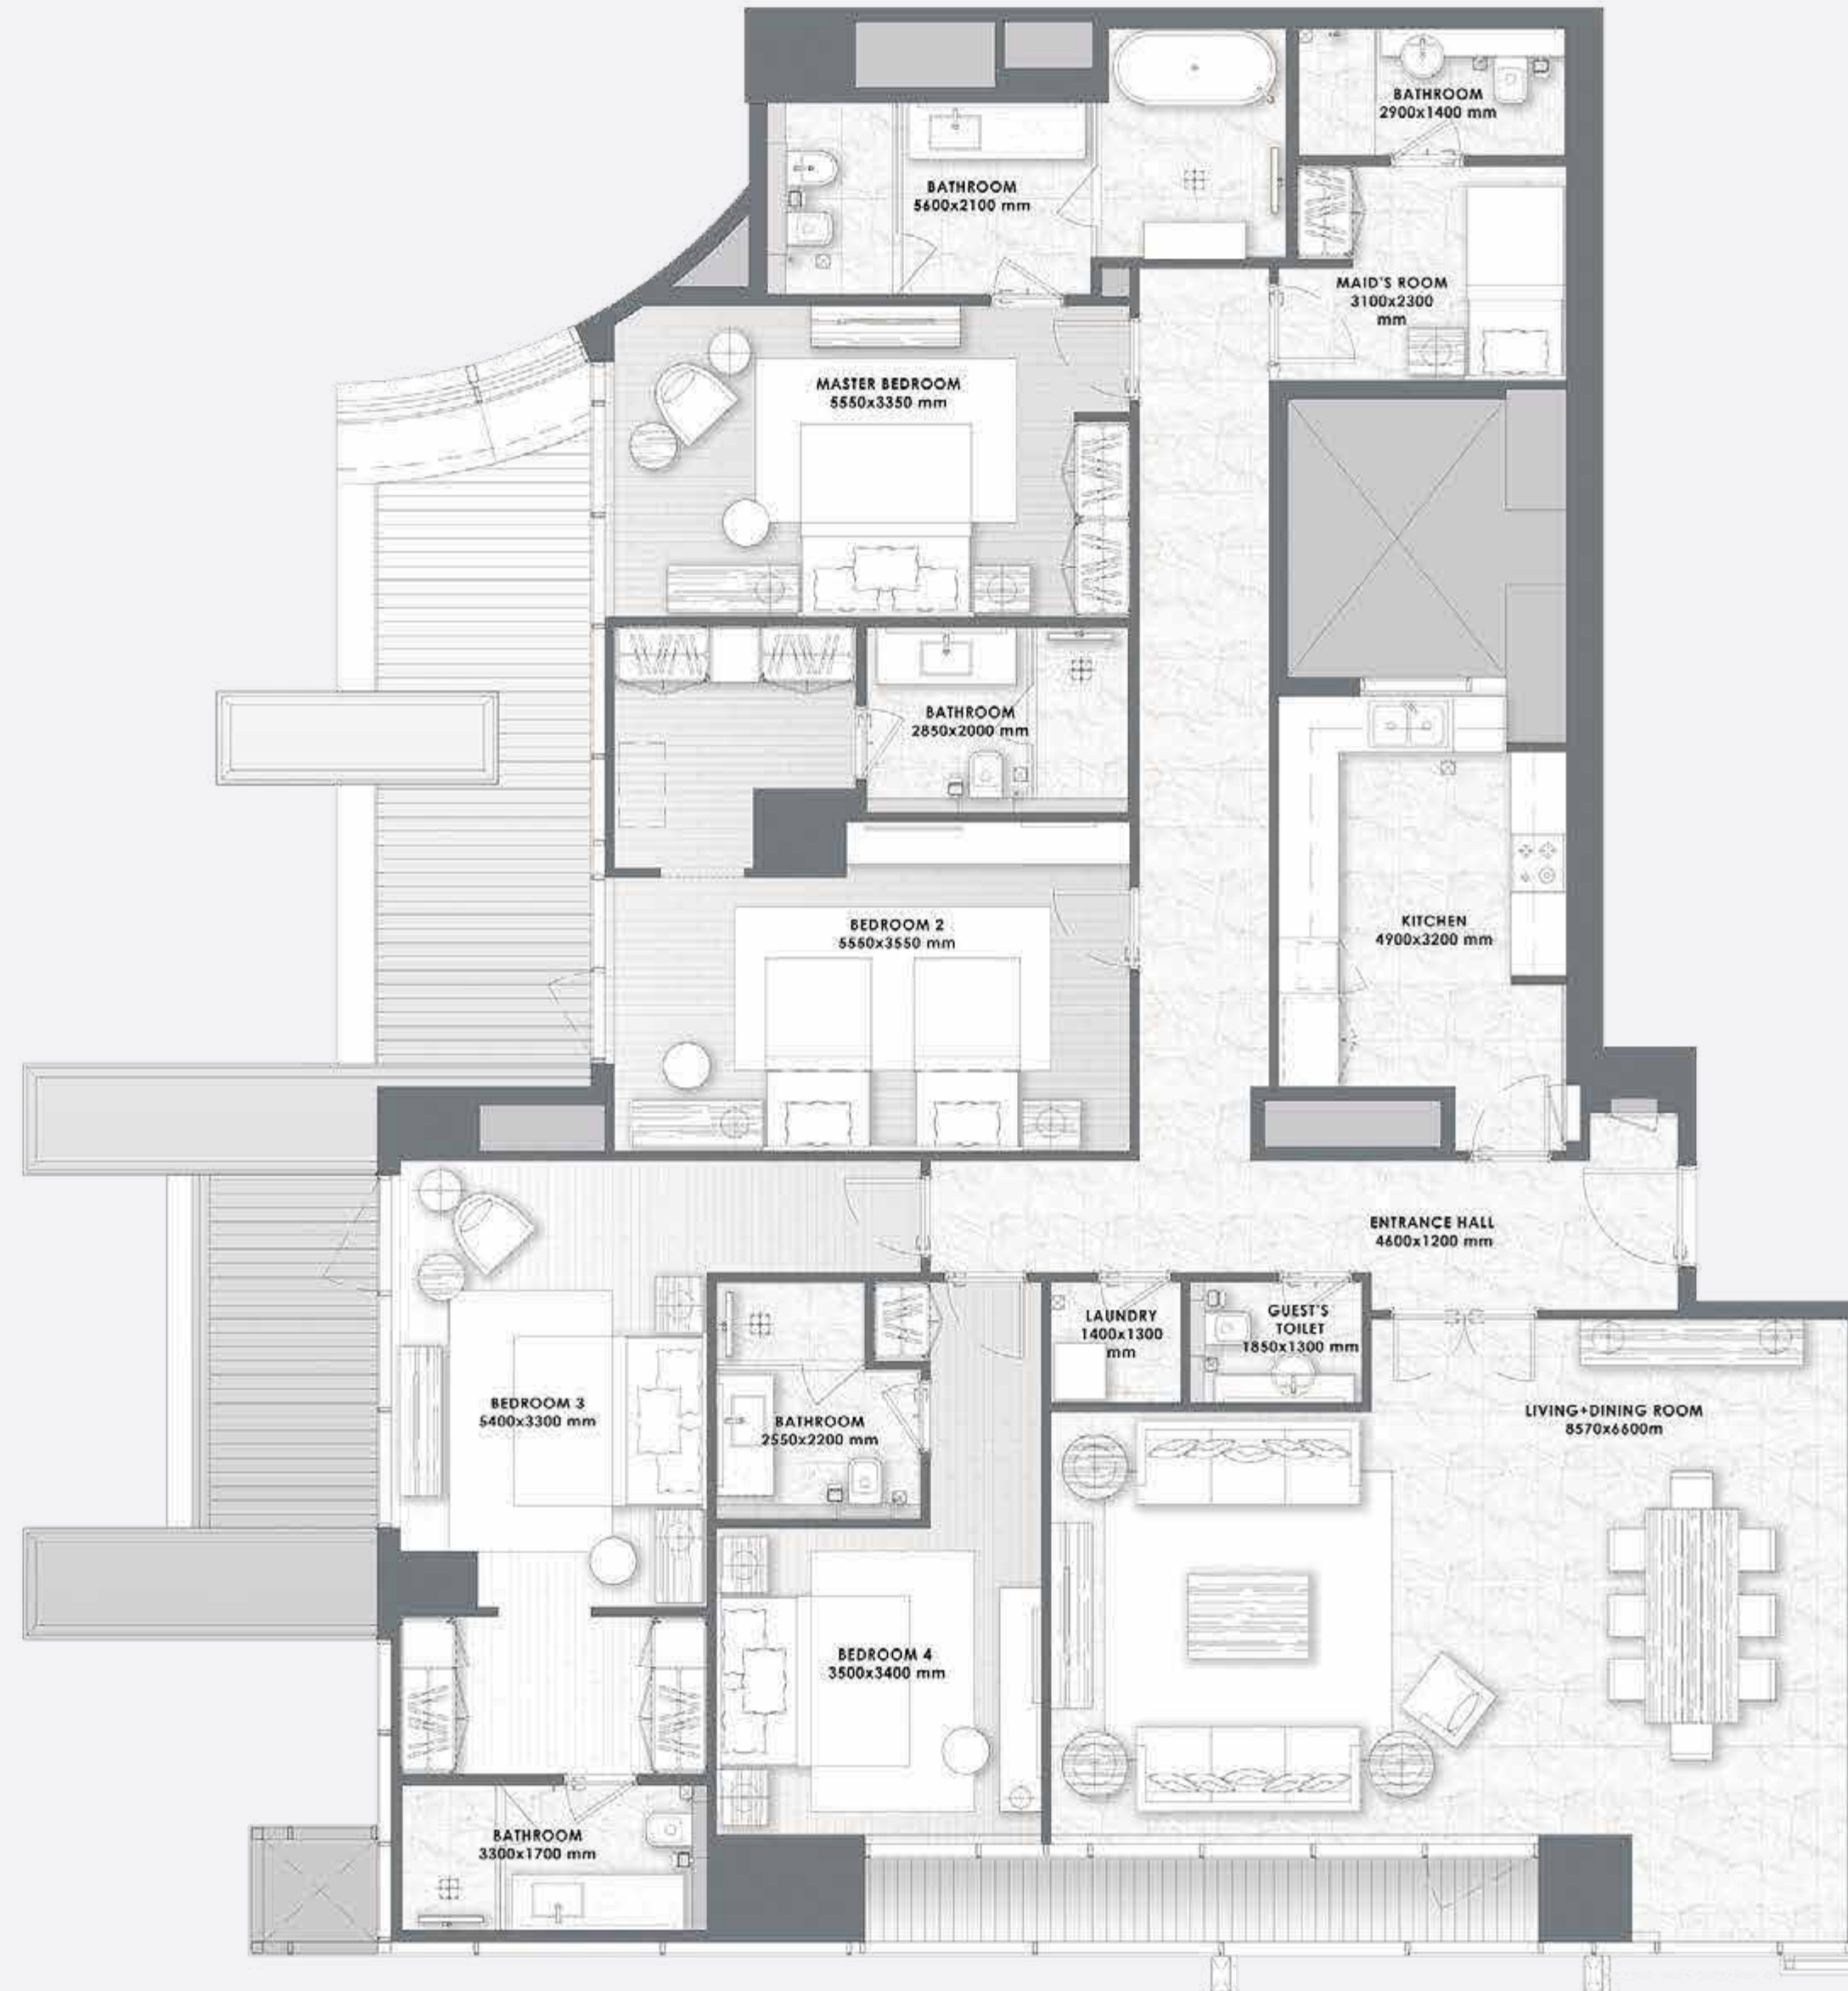 BATHROOM
2900x1400 mm
BATHROOM
5600x2100 mm
MAID'S ROOM
3100x2300
mm
MASTER BEDROOM
5550x3350 mm
BATHROOM
2850x2000 mm
BEDROOM 2
5550x3550 mm
KITCHEN
4900x3200 mm
ENTRANCE HALL
4600x1200 mm
LAUNDRY
1400x1300
mm
GUEST'S
TOILET
1850x1300 mm
BEDROOM 3
5400x3300 mm
BATHROOM
2550x2200 mm
LIVING+DINING ROOM
8570x6600m
BEDROOM 4
3500x3400 mm
BATHROOM
3300x1700 mm